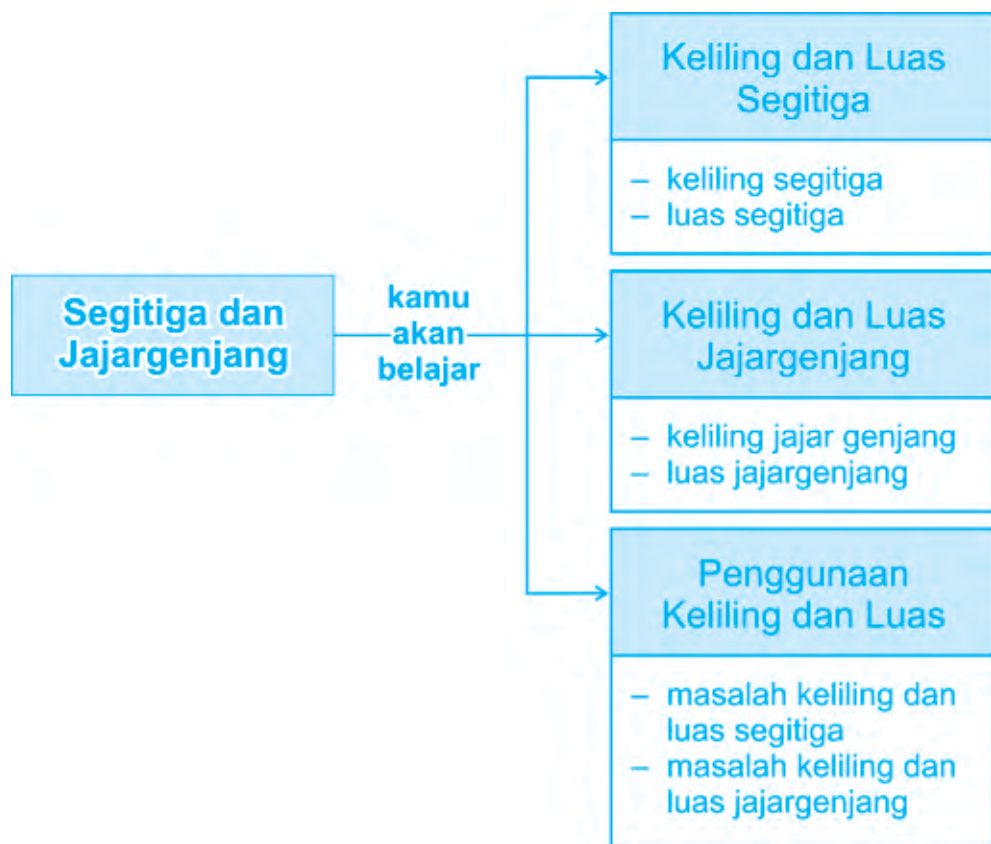 Segitiga dan
Jajargenjang
kamu
akan
belajar
Keliling dan Luas
Segitiga
– keliling segitiga
– luas segitiga
Keliling dan Luas
Jajargenjang
– keliling jajar genjang
– luas jajargenjang
Penggunaan
Keliling dan Luas
– masalah keliling dan
luas segitiga
– masalah keliling dan
luas jajargenjang